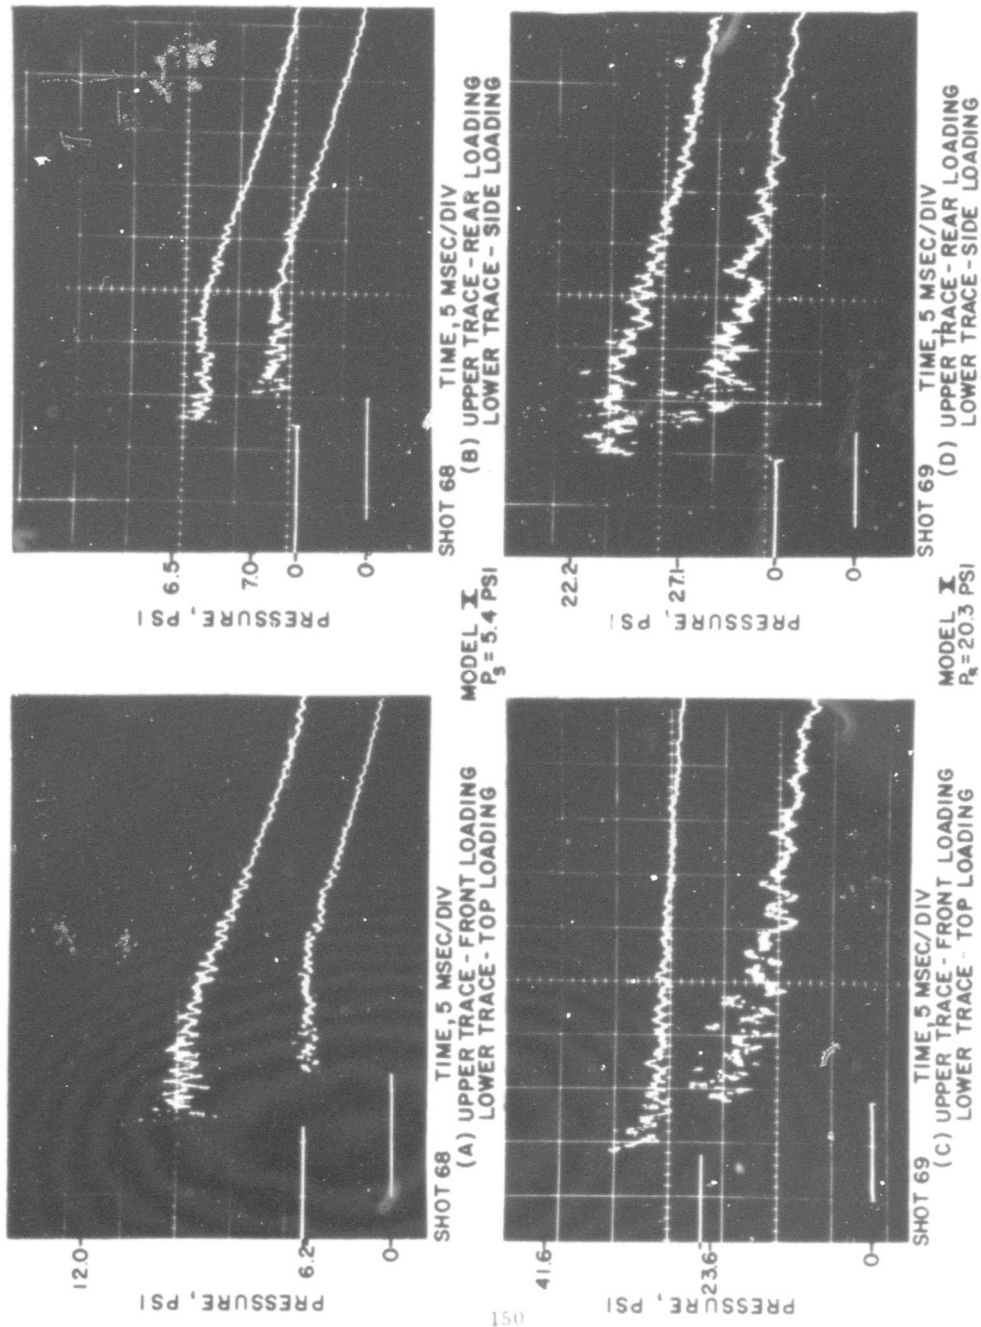 PRESSURE, PSI
12.0
6.2
0
SHOT 68 TIME, 5 MSEC/DIV
(A) UPPER TRACE - FRONT LOADING
LOWER TRACE - TOP LOADING
PRESSURE, PSI
6.5
7.0
0
0
SHOT 68 TIME, 5 MSEC/DIV
(B) UPPER TRACE - REAR LOADING
LOWER TRACE - SIDE LOADING
MODEL X
PS = 5.4 PSI
PRESSURE, PSI
41.6
23.6
0
SHOT 69 TIME, 5 MSEC/DIV
(C) UPPER TRACE - FRONT LOADING
LOWER TRACE - TOP LOADING
PRESSURE, PSI
22.2
27.1
0
0
SHOT 69 TIME, 5 MSEC/DIV
(D) UPPER TRACE - REAR LOADING
LOWER TRACE - SIDE LOADING
MODEL X
PR = 20.3 PSI
150